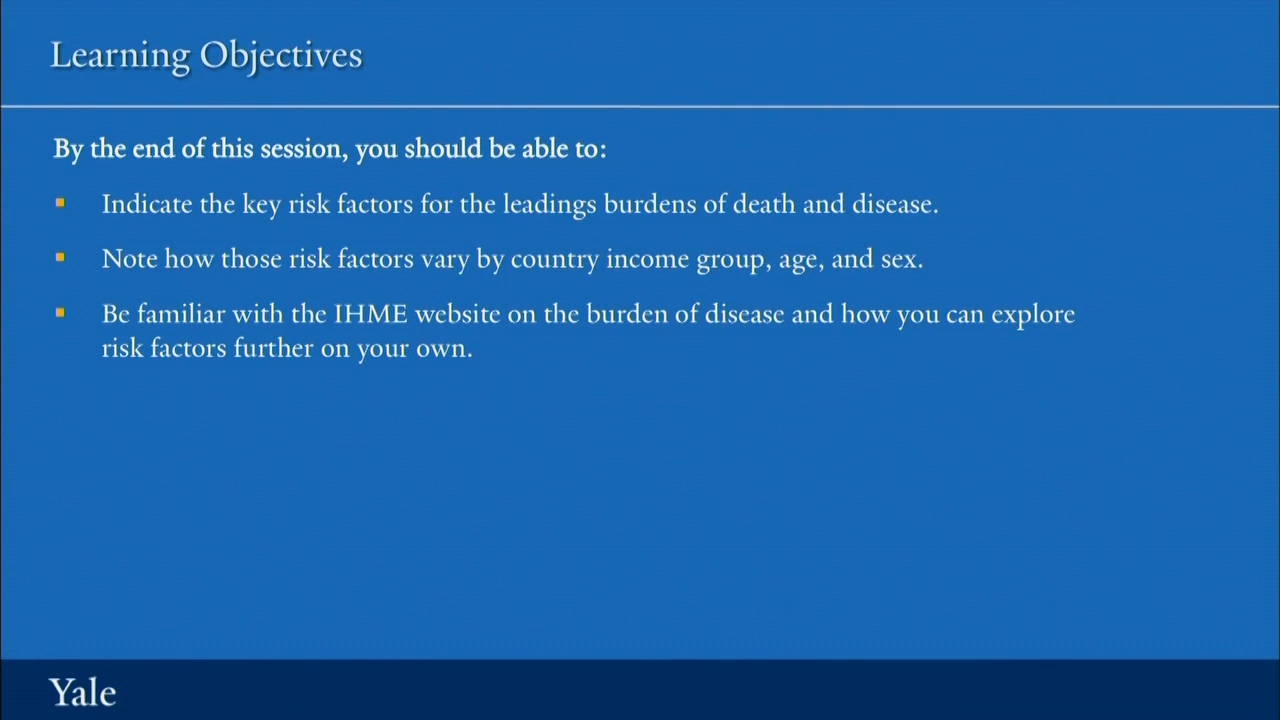 Learning Objectives
By the end of this session, you should be able to:
Indicate the key risk factors for the leadings burdens of death and disease.
Note how those risk factors vary by country income group, age, and sex.
Be familiar with the IHME website on the burden of disease and how you can explore
risk factors further on your own.
Yale